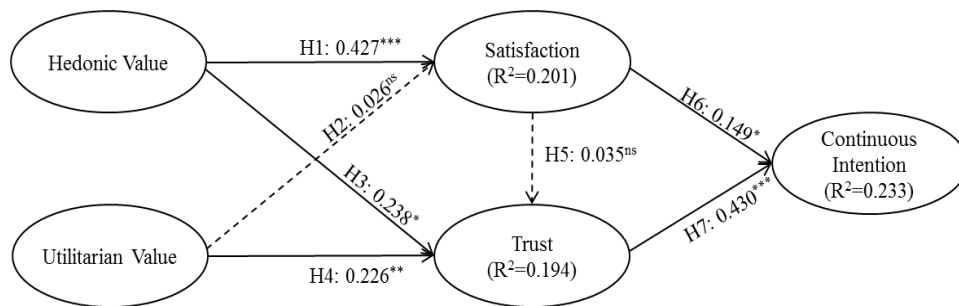 Hedonic Value
H1: 0.427***
Satisfaction
(R²=0.201)
H2: 0.026ns
H6: 0.149*
H5: 0.035ns
Continuous
Intention
(R²=0.233)
H3: 0.238*
H7: 0.430***
Utilitarian Value
H4: 0.226**
Trust
(R²=0.194)